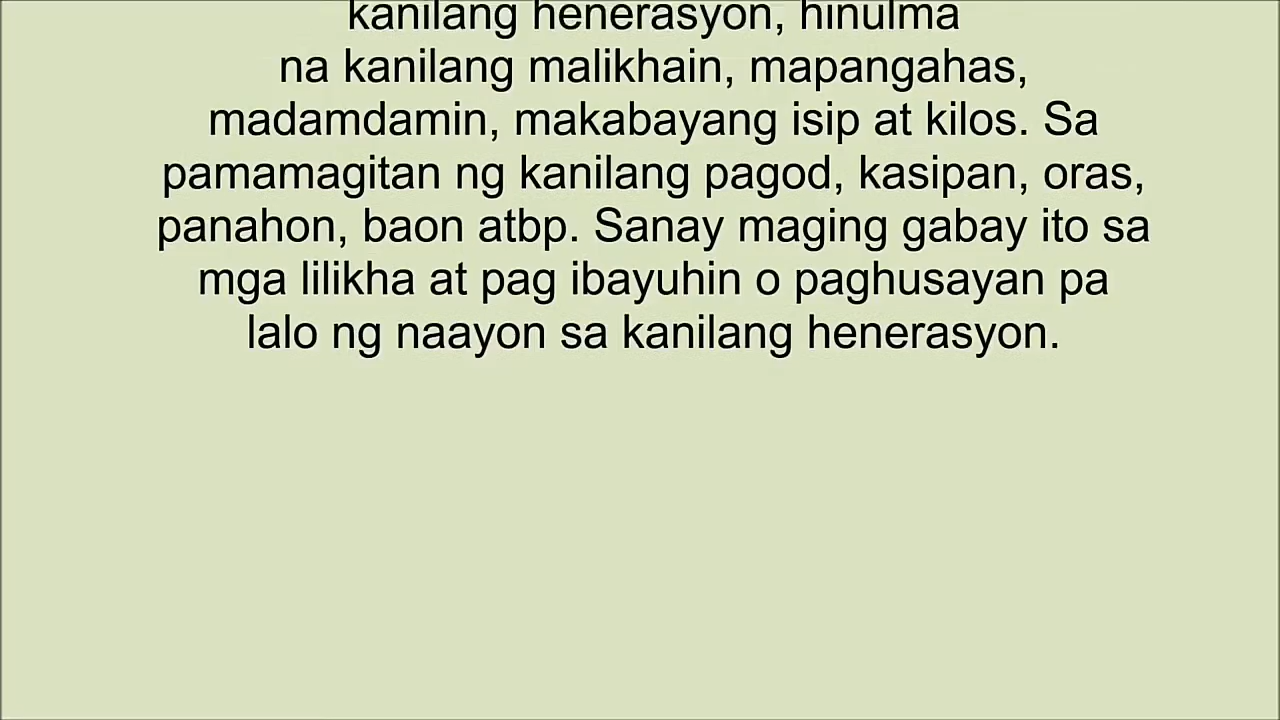 kanilang henerasyon, hinulma
na kanilang malikhain, mapangahas,
madamdamin, makabayang isip at kilos. Sa
pamamagitan ng kanilang pagod, kasipan, oras,
panahon, baon atbp. Sanay maging gabay ito sa
mga lilikha at pag ibayuhin o paghusayan pa
lalo ng naayon sa kanilang henerasyon.